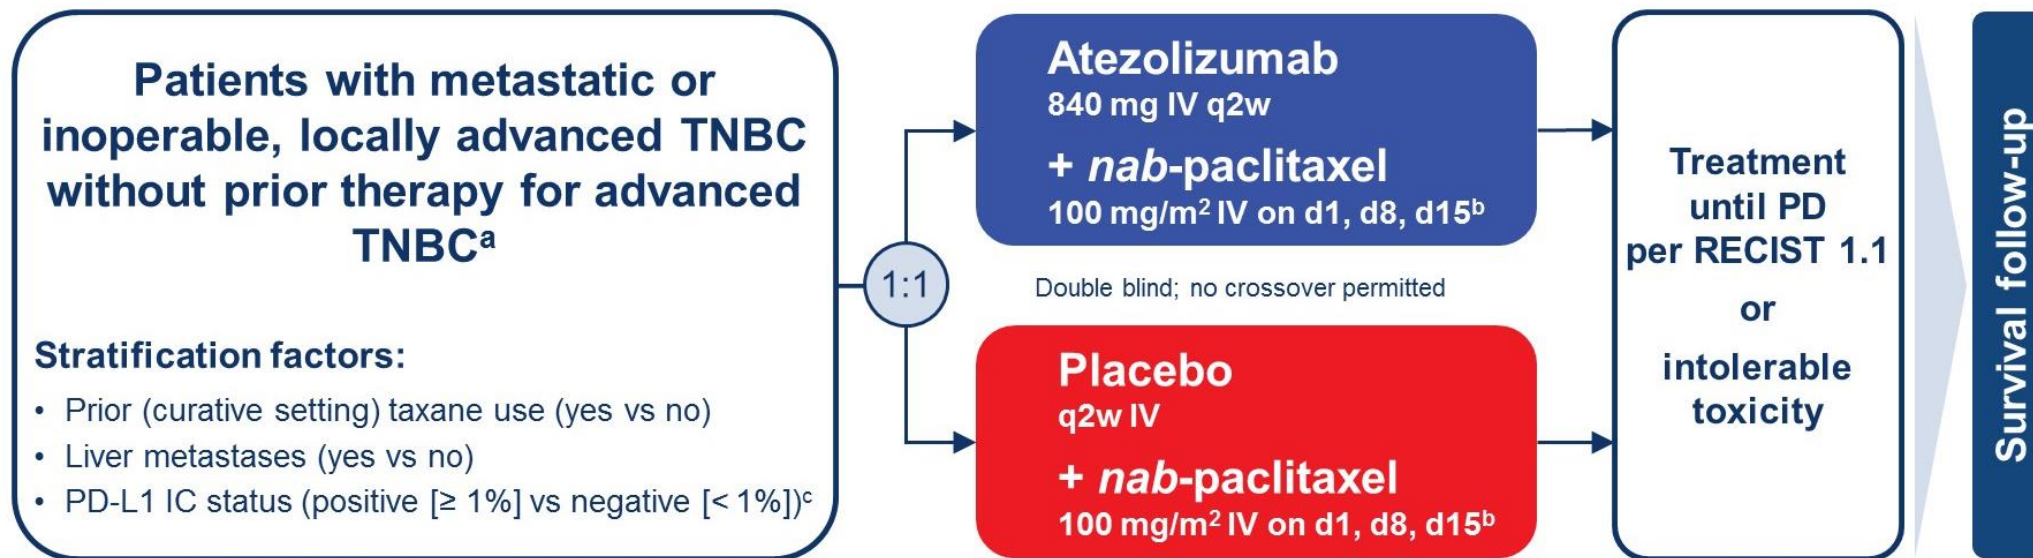 Patients with metastatic or
inoperable, locally advanced TNBC
without prior therapy for advanced
TNBCᵃ
Stratification factors:
• Prior (curative setting) taxane use (yes vs no)
• Liver metastases (yes vs no)
• PD-L1 IC status (positive [≥ 1%] vs negative [< 1%])ᶜ
1:1
Atezolizumab
840 mg IV q2w
+ nab-paclitaxel
100 mg/m² IV on d1, d8, d15ᵇ
Double blind; no crossover permitted
Placebo
q2w IV
+ nab-paclitaxel
100 mg/m² IV on d1, d8, d15ᵇ
Treatment
until PD
per RECIST 1.1
or
intolerable
toxicity
Survival follow-up